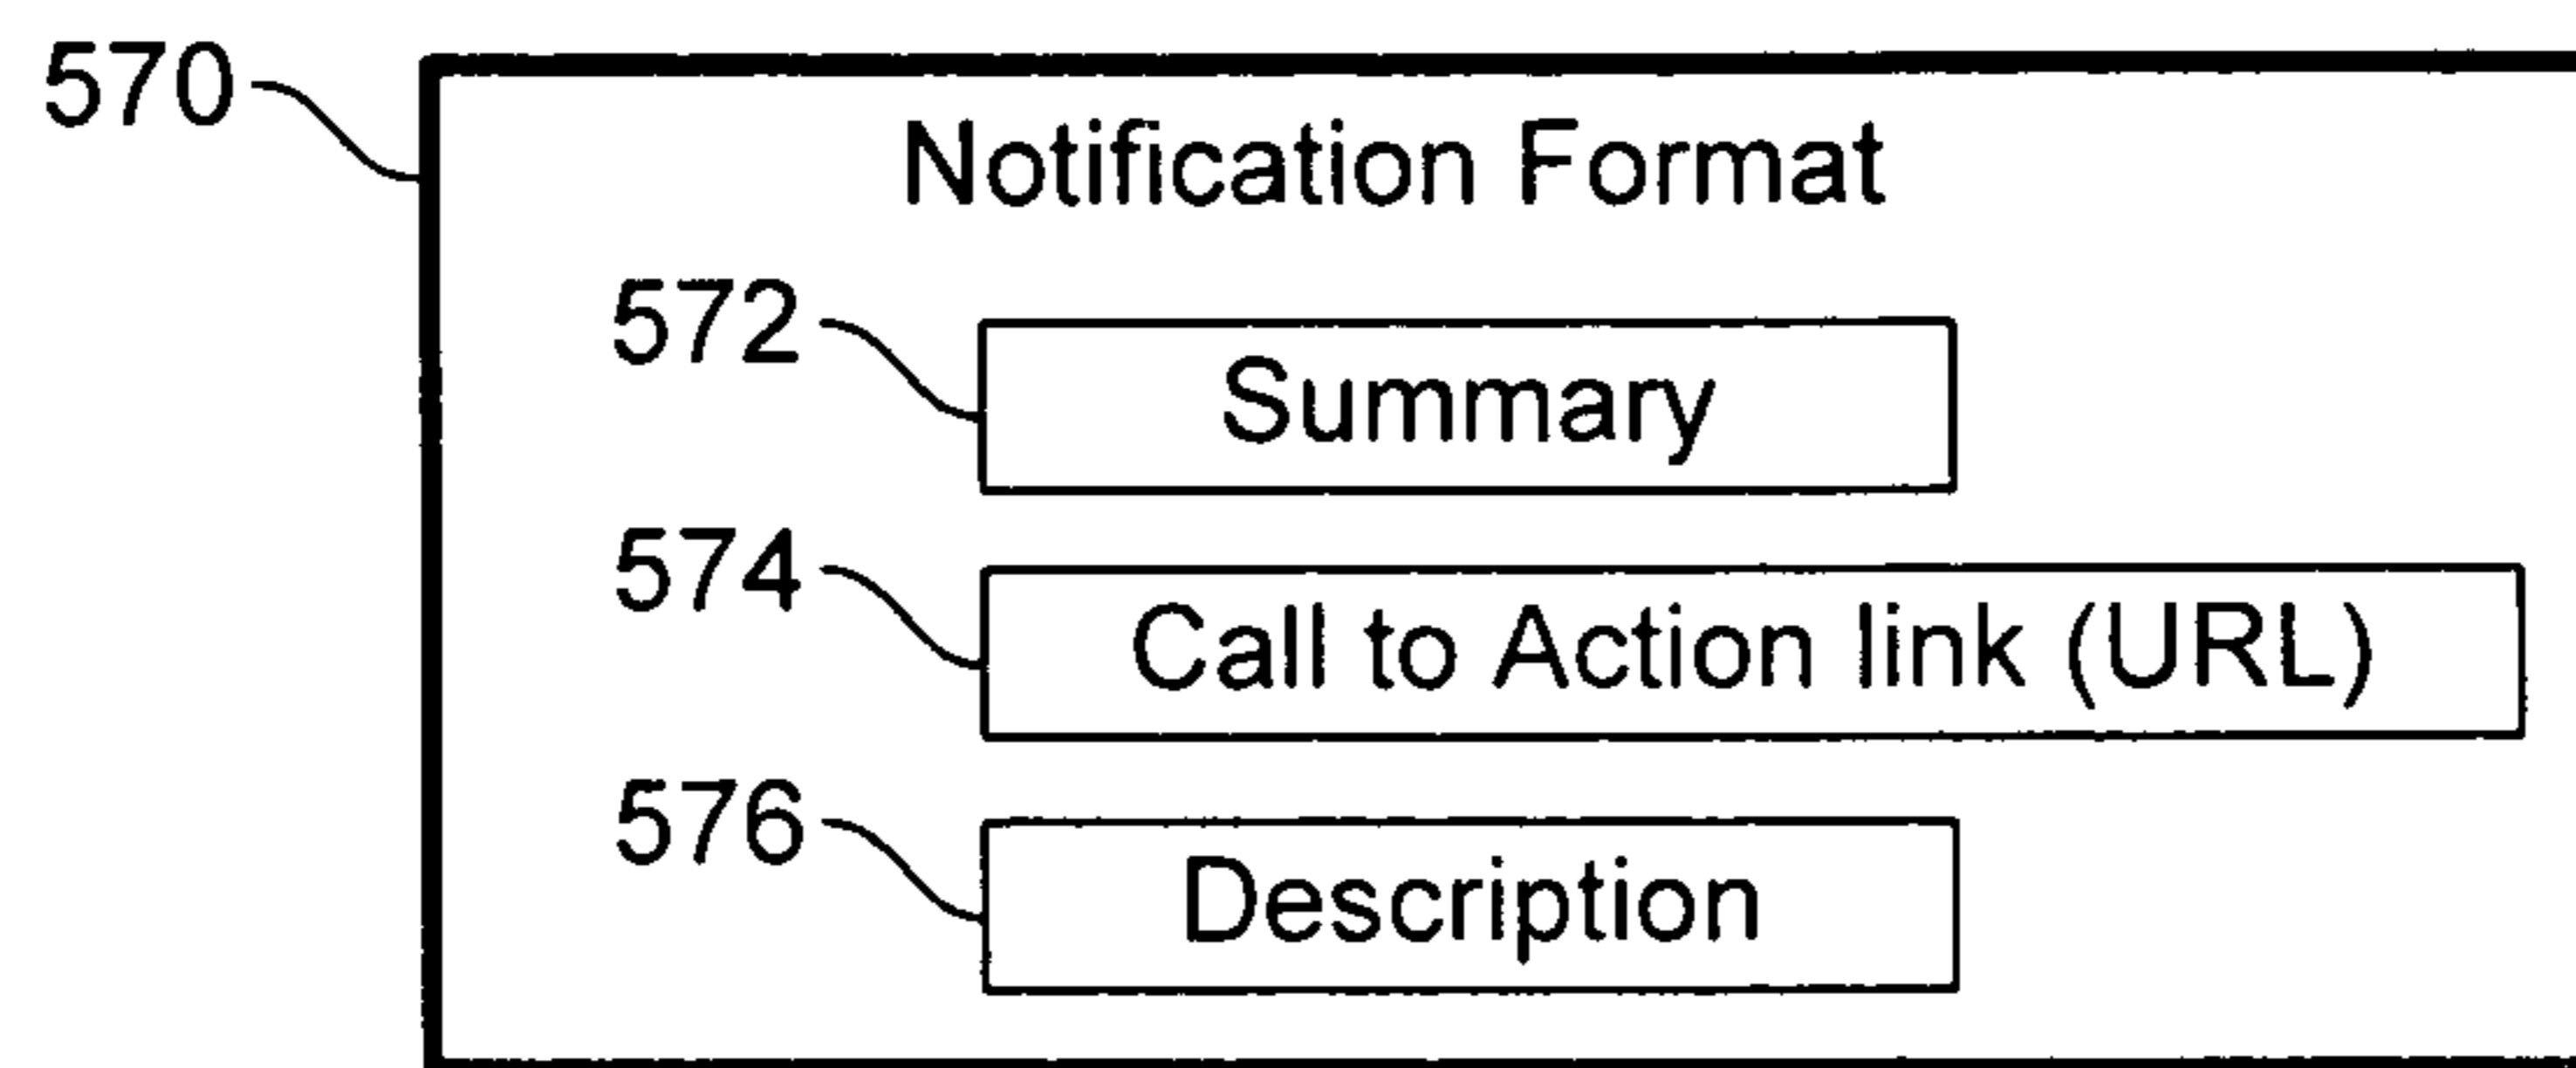 570
Notification Format
572
Summary
574
Call to Action link (URL)
576
Description